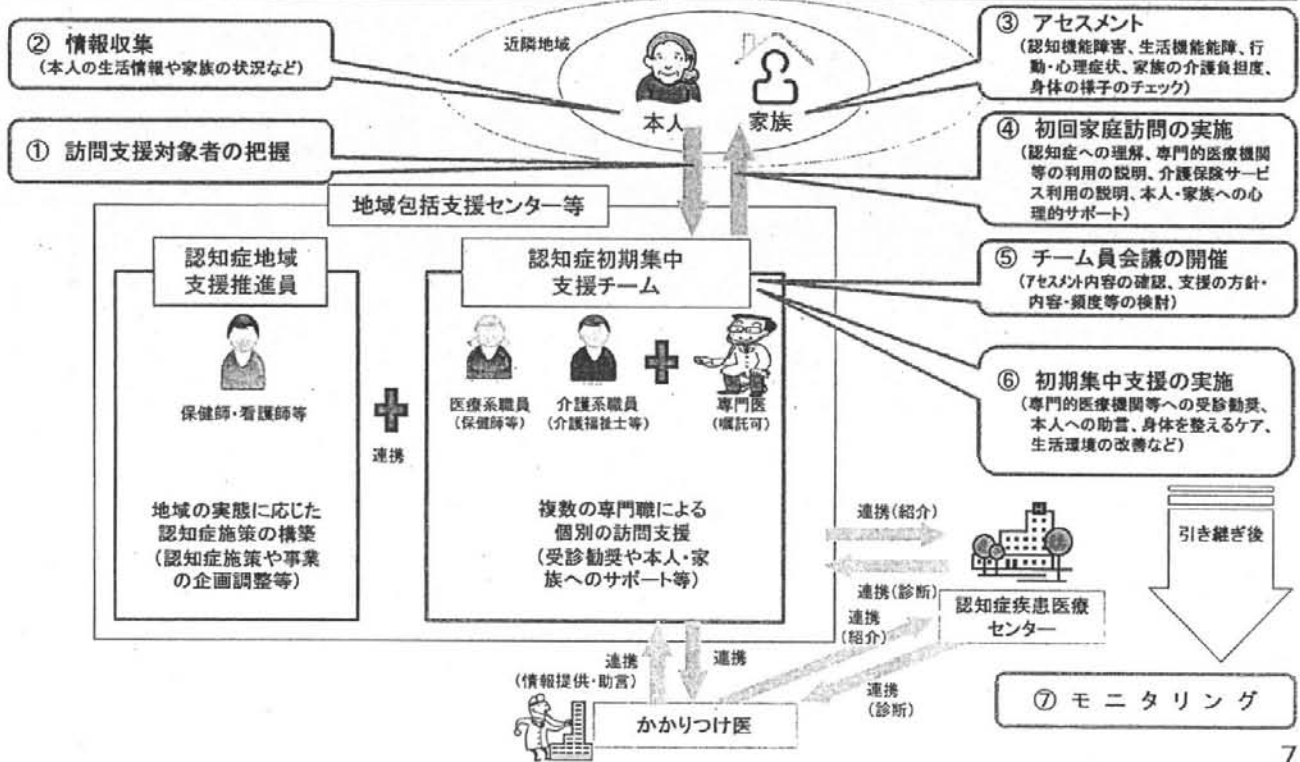 ② 情報収集
(本人の生活情報や家族の状況など)
① 訪問支援対象者の把握
近隣地域
本人
家族
③ アセスメント
(認知機能障害、生活機能能障、行
動・心理症状、家族の介護負担度、
身体の様子のチェック)
④ 初回家庭訪問の実施
(認知症への理解、専門的医療機関
等の利用の説明、介護保険サービ
ス利用の説明、本人・家族への心
理的サポート)
⑤ チーム員会議の開催
(アセスメント内容の確認、支援の方針・
内容・頻度等の検討)
⑥ 初期集中支援の実施
(専門的医療機関等への受診勧奨、
本人への助言、身体を整えるケア、
生活環境の改善など)
引き継ぎ後
⑦ モニタリング
地域包括支援センター等
認知症地域
支援推進員
保健師・看護師等
地域の実態に応じた
認知症施策の構築
(認知症施策や事業
の企画調整等)
連携
認知症初期集中
支援チーム
医療系職員
(保健師等)
介護系職員
(介護福祉士等)
専門医
(嘱託可)
複数の専門職による
個別の訪問支援
(受診勧奨や本人・家
族へのサポート等)
連携(紹介)
連携(診断)
認知症疾患医療
センター
連携
(紹介)
連携
(診断)
連携
(情報提供・助言)
連携
かかりつけ医
7